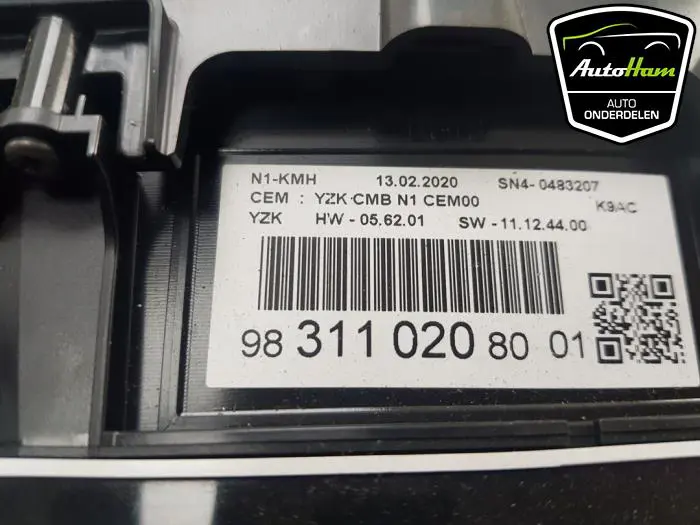 AutoHam
AUTO
ONDERDELEN
N1-KMH 13.02.2020 SN4- 0483207
CEM : YZK CMB N1 CEM00 K9AC
YZK HW - 05.62.01 SW - 11.12.44.00
98 311 020 80 01